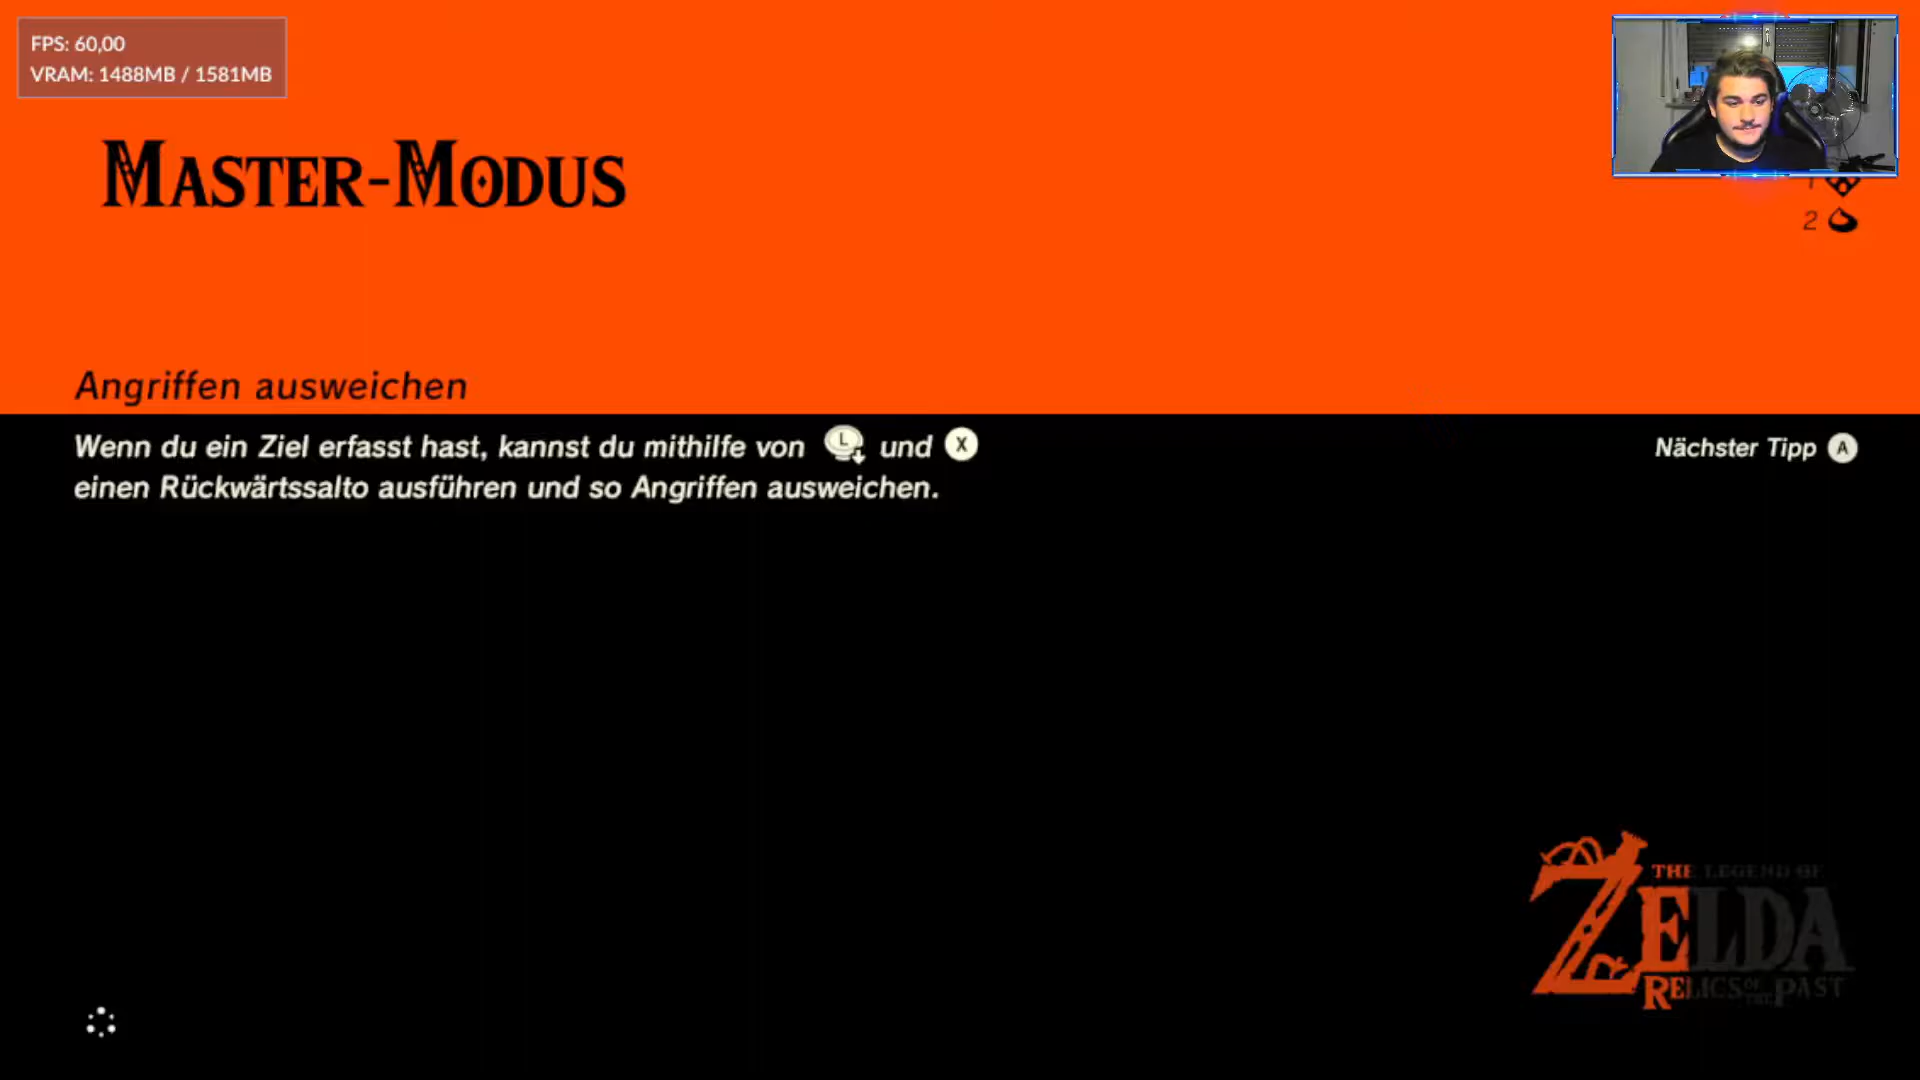 FPS: 60,00
VRAM: 1488MB / 1581MB
MASTER-MODUS
2
Angriffen ausweichen
Wenn du ein Ziel erfasst hast, kannst du mithilfe von L und X
einen Rückwärtssalto ausführen und so Angriffen ausweichen.
Nächster Tipp A
THE LEGEND OF
ZELDA
RELICS OF THE PAST